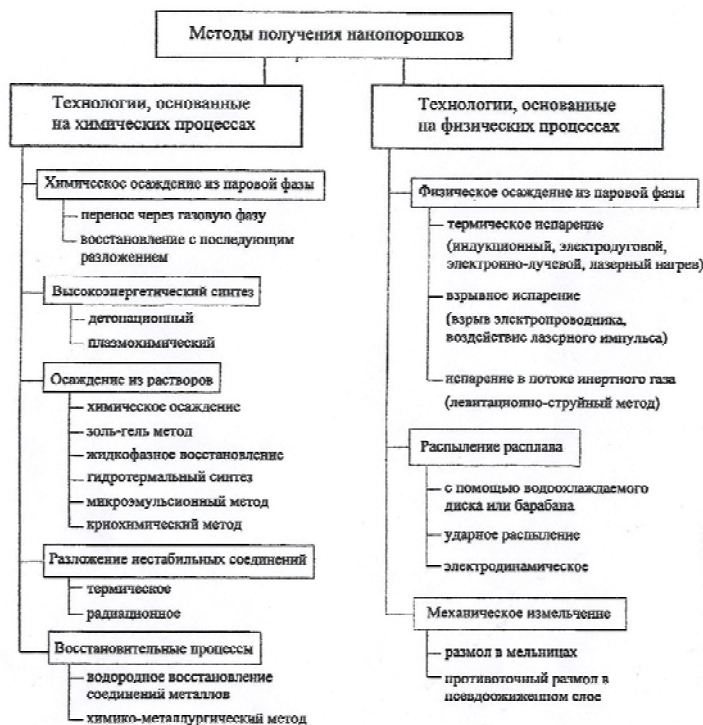 Методы получения нанопорошков
Технологии, основанные
на химических процессах
Химическое осаждение из паровой фазы
перенос через газовую фазу
восстановление с последующим
разложением
Высокоэнергетический синтез
детонационный
плазмохимический
Осаждение из растворов
химическое осаждение
золь-гель метод
жидкофазное восстановление
гидротермальный синтез
микроэмульсионный метод
криохимический метод
Разложение нестабильных соединений
термическое
радиационное
Восстановительные процессы
водородное восстановление
соединений металлов
химико-металлургический метод
Технологии, основанные
на физических процессах
Физическое осаждение из паровой фазы
термическое испарение
(индукционный, электродуговой,
электронно-лучевой, лазерный нагрев)
взрывное испарение
(взрыв электропроводника,
воздействие лазерного импульса)
испарение в потоке инертного газа
(левитационно-струйный метод)
Распыление расплава
с помощью водоохлаждаемого
диска или барабана
ударное распыление
электродинамическое
Механическое измельчение
размол в мельницах
противоточный размол в
псевдоожиженном слое